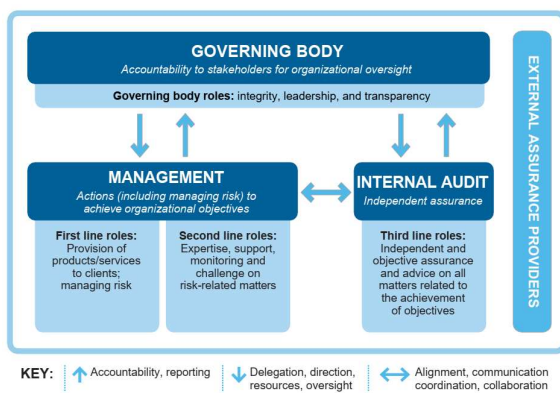 GOVERNING BODY
Accountability to stakeholders for organizational oversight
Governing body roles: integrity, leadership, and transparency
MANAGEMENT
Actions (including managing risk) to
achieve organizational objectives
First line roles:
Provision of
products/services
to clients;
managing risk
Second line roles:
Expertise, support,
monitoring and
challenge on
risk-related matters
INTERNAL AUDIT
Independent assurance
Third line roles:
Independent and
objective assurance
and advice on all
matters related to
the achievement
of objectives
EXTERNAL ASSURANCE PROVIDERS
KEY:
Accountability, reporting
Delegation, direction,
resources, oversight
Alignment, communication
coordination, collaboration